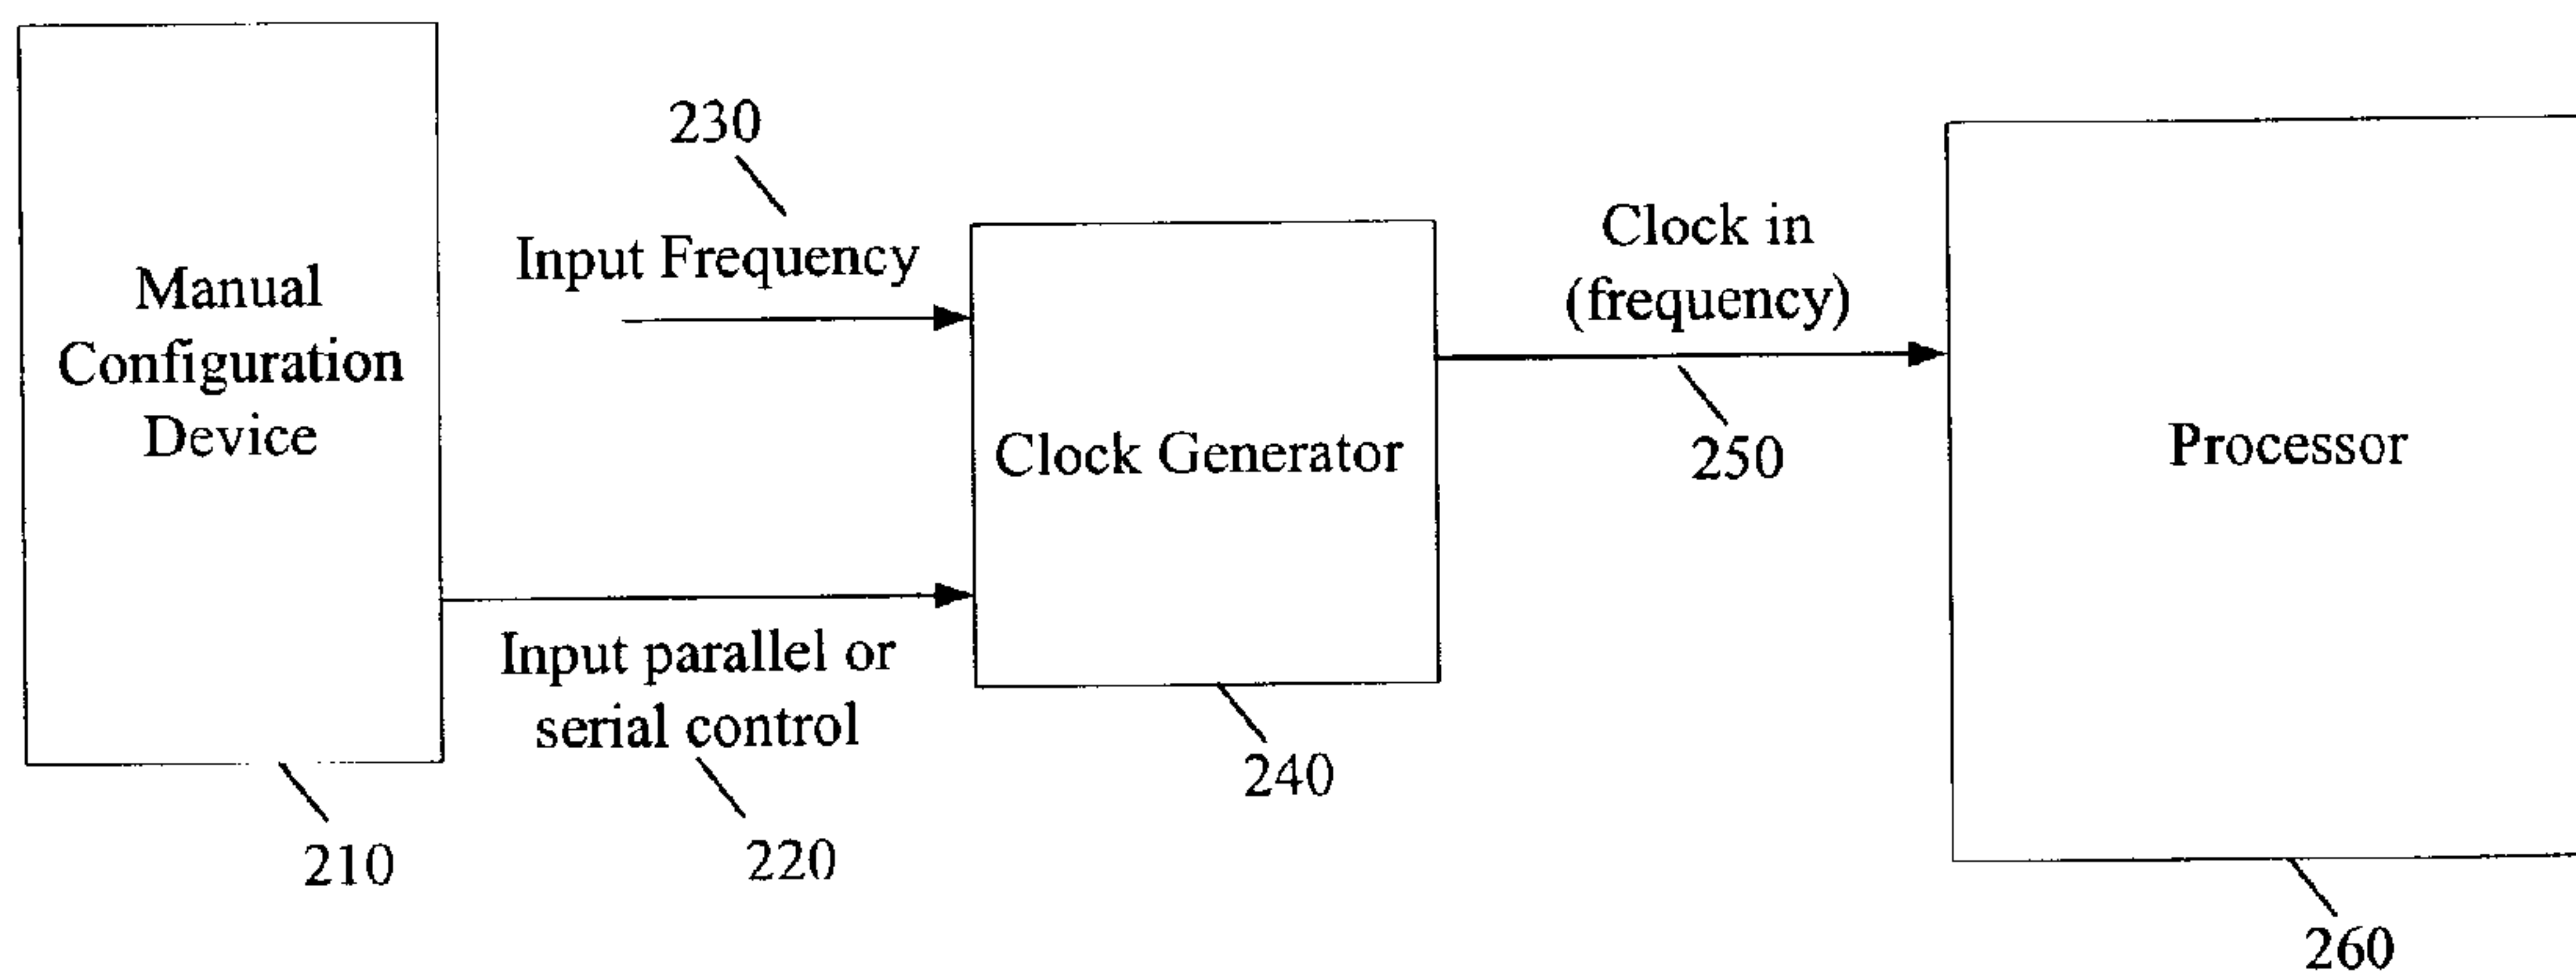 Manual
Configuration
Device
210
230
Input Frequency
Input parallel or
serial control
220
Clock Generator
240
Clock in
(frequency)
250
Processor
260